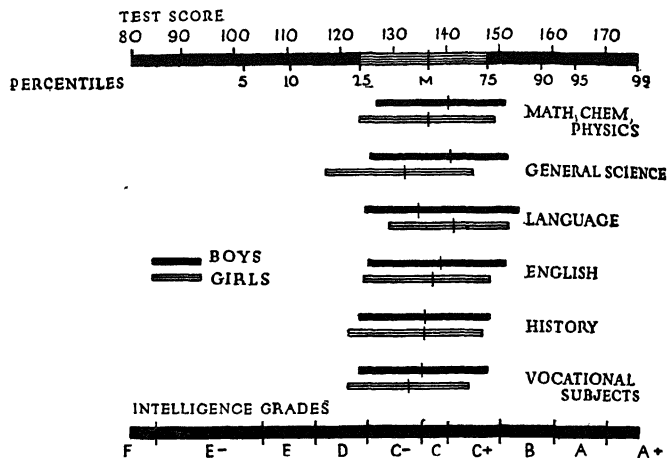 TEST SCORE
80 90 100 110 120 130 140 150 160 170
PERCENTILES 5 10 25 M 75 90 95 99
MATH, CHEM,
PHYSICS
GENERAL SCIENCE
LANGUAGE
BOYS
GIRLS
ENGLISH
HISTORY
VOCATIONAL
SUBJECTS
INTELLIGENCE GRADES
F E- E D C- C C+ B A A+